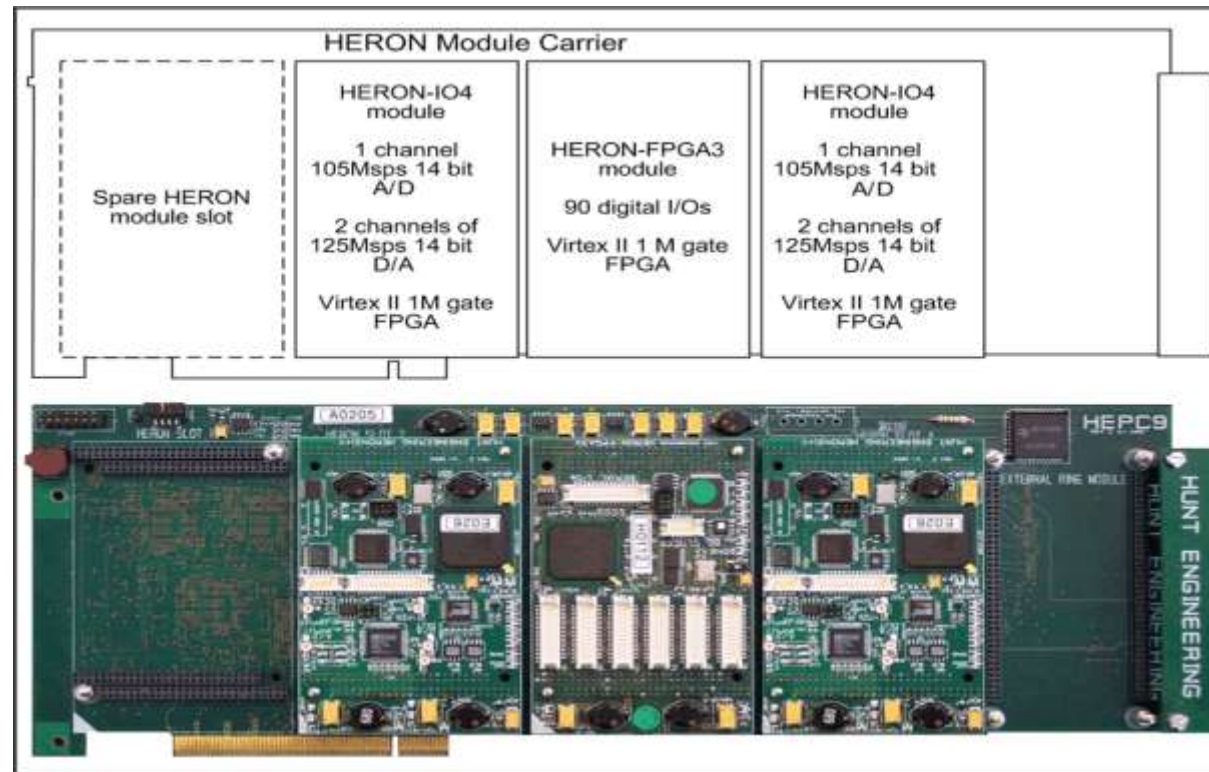 HERON Module Carrier
Spare HERON
module slot
HERON-IO4
module
1 channel
105Msps 14 bit
A/D
2 channels of
125Msps 14 bit
D/A
Virtex II 1M gate
FPGA
HERON-FPGA3
module
90 digital I/Os
Virtex II 1 M gate
FPGA
HERON-IO4
module
1 channel
105Msps 14 bit
A/D
2 channels of
125Msps 14 bit
D/A
Virtex II 1M gate
FPGA
HERON SLOT
A0205
HEPC9
EXTERNAL RING MODULE
HUNT ENGINEERING
HUNT ENGINEERING